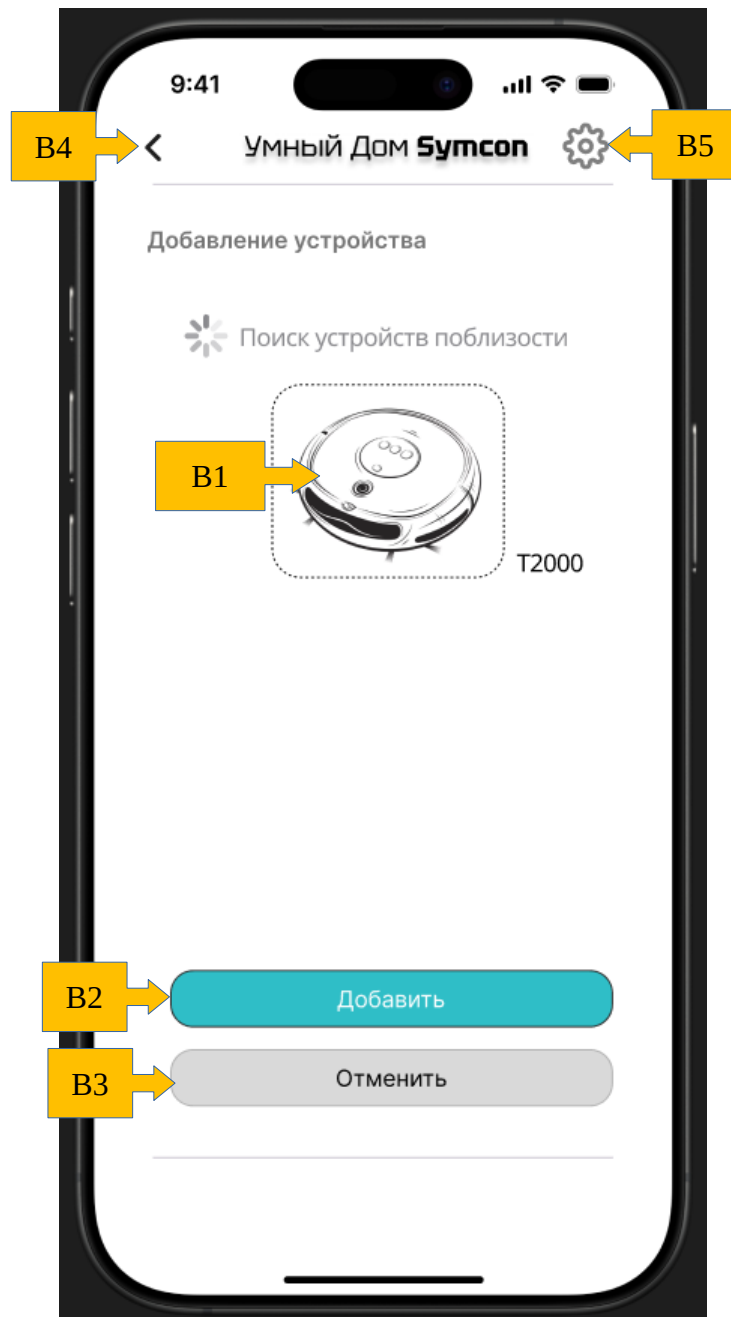 9:41
B4
Умный Дом Symcon
B5
Добавление устройства
Поиск устройств поблизости
B1
T2000
B2
Добавить
B3
Отменить